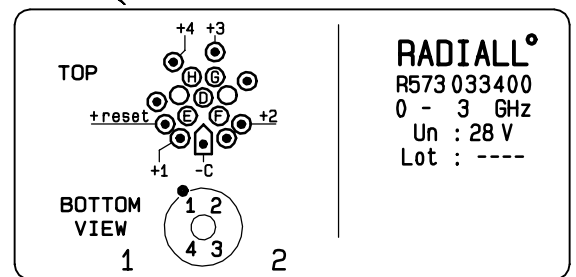 +4 +3
TOP
H G
D
+reset E F +2
+1 -C
BOTTOM
VIEW
1 2
4 3
1 2
RADIALL°
R573 033400
0 - 3 GHz
Un : 28 V
Lot : ----